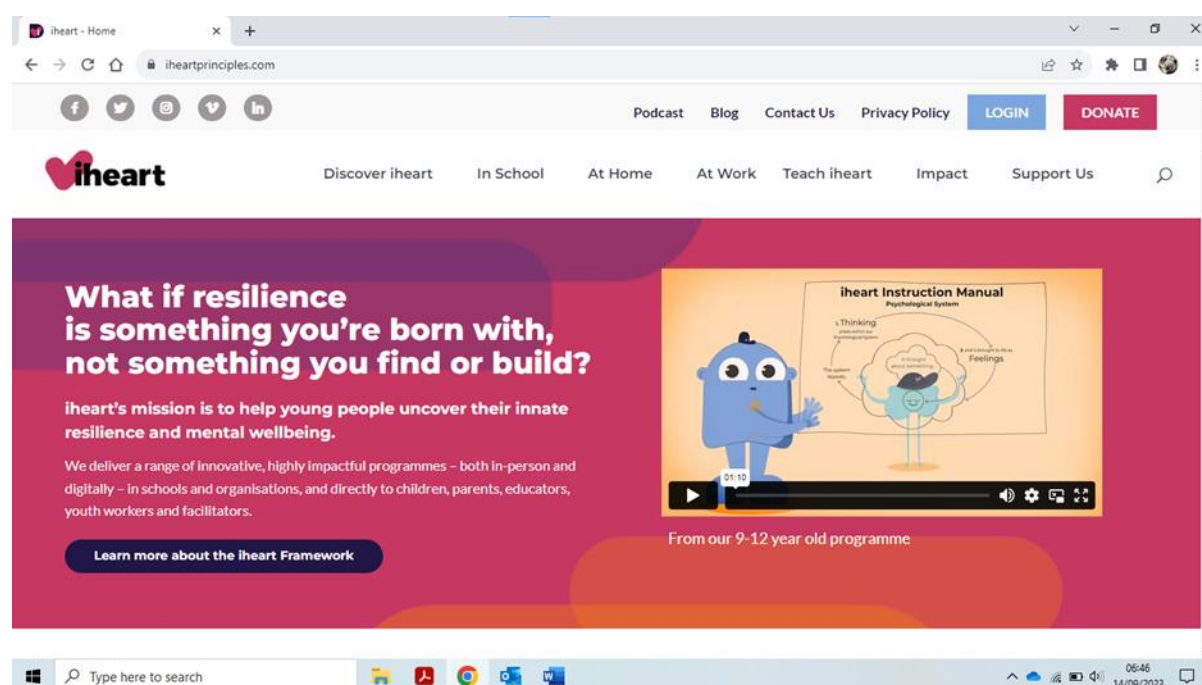 iheart - Home
iheartprinciples.com
Podcast Blog Contact Us Privacy Policy LOGIN DONATE
iheart
Discover iheart In School At Home At Work Teach iheart Impact Support Us
What if resilience
is something you're born with,
not something you find or build?
iheart's mission is to help young people uncover their innate
resilience and mental wellbeing.
We deliver a range of innovative, highly impactful programmes – both in-person and
digitally – in schools and organisations, and directly to children, parents, educators,
youth workers and facilitators.
Learn more about the iheart Framework
iheart Instruction Manual
Psychological System
Thinking
Feelings
01:10
From our 9-12 year old programme
Type here to search
06:46
14/09/2023